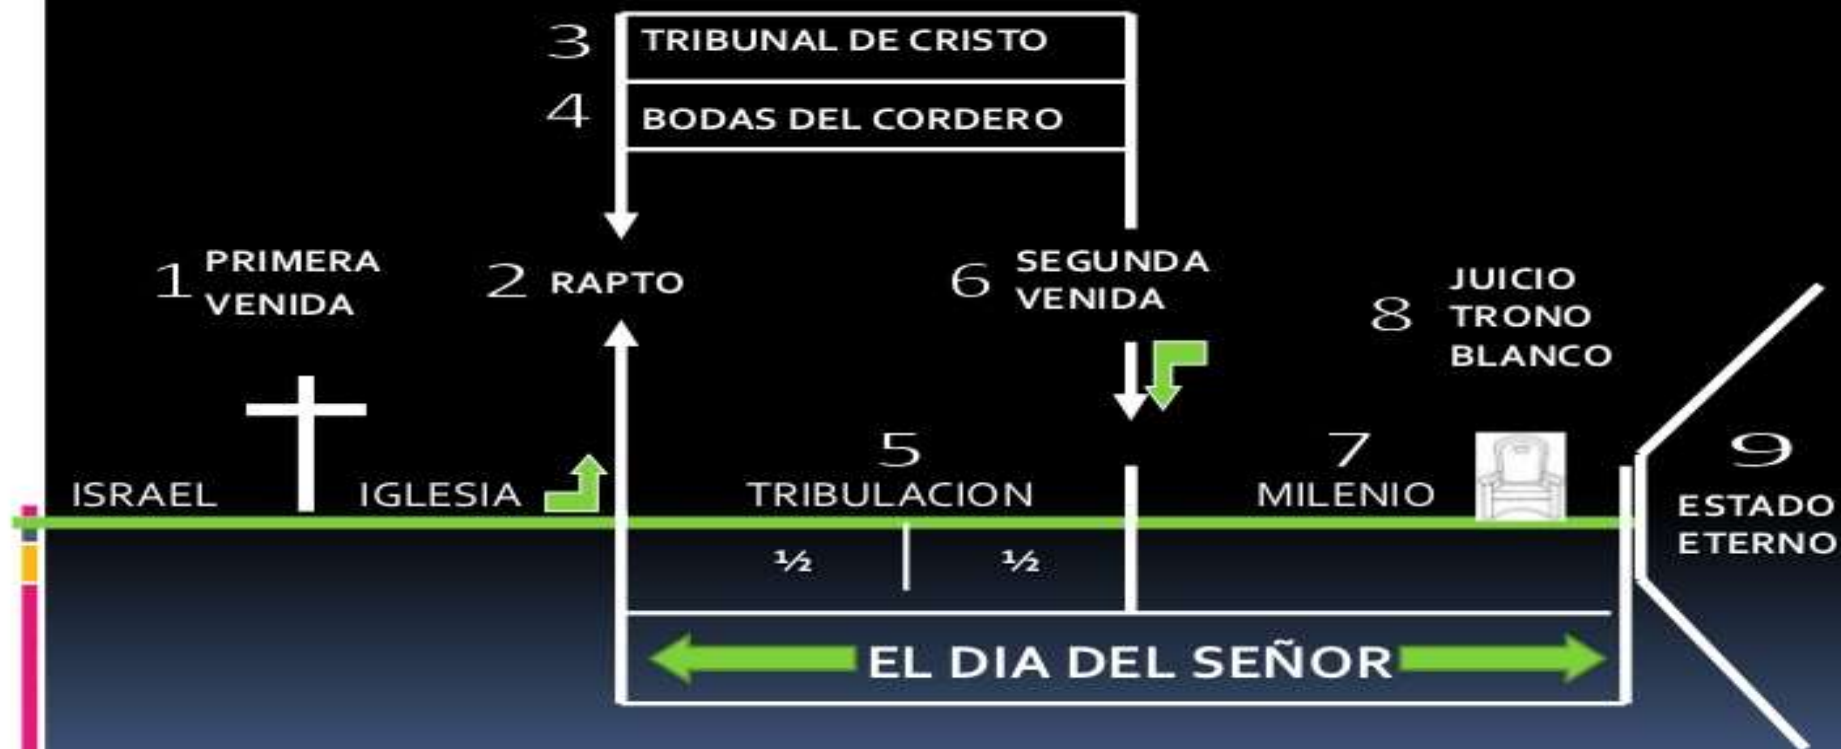 3 TRIBUNAL DE CRISTO
4 BODAS DEL CORDERO
1 PRIMERA
VENIDA
2 RAPTO
6 SEGUNDA
VENIDA
8 JUICIO
TRONO
BLANCO
ISRAEL
IGLESIA
5
TRIBULACION
7
MILENIO
9
ESTADO
ETERNO
½ ½
EL DIA DEL SEÑOR